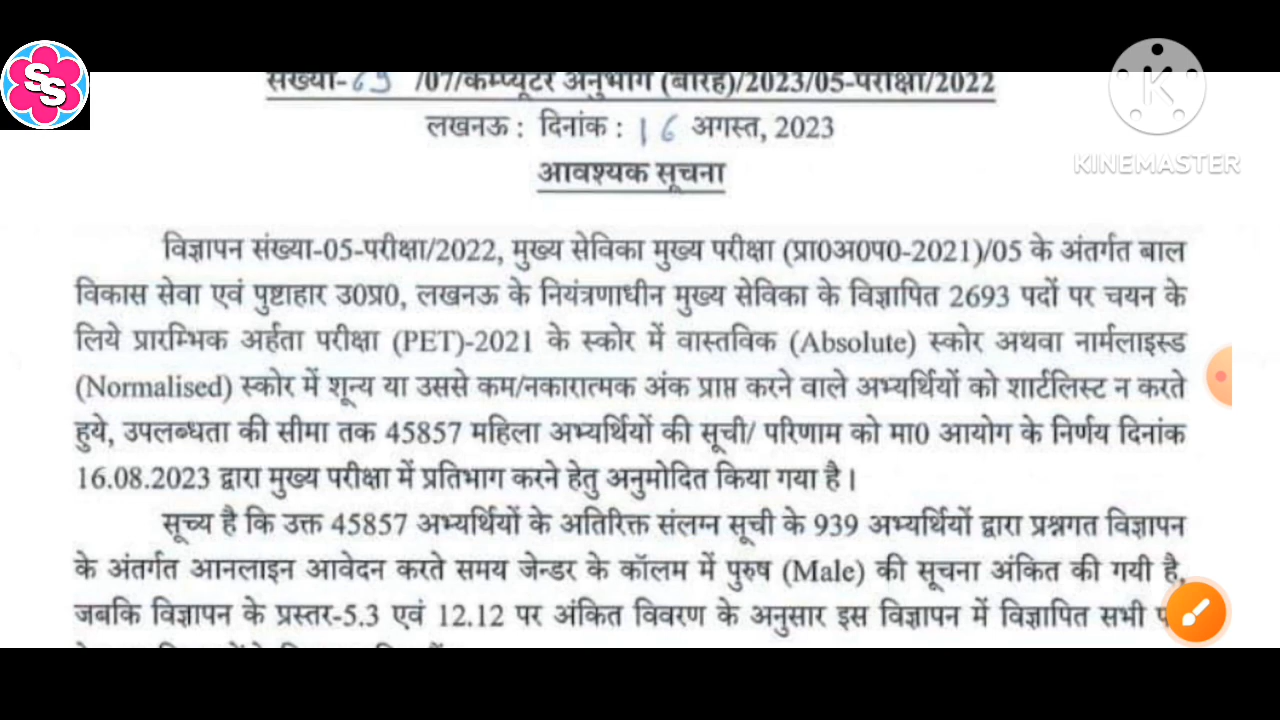 SS
संख्या-69 /07/कम्प्यूटर अनुभाग (बारह)/2023/05-परीक्षा/2022
KINEMASTER
लखनऊ : दिनांक : 16 अगस्त, 2023
आवश्यक सूचना
विज्ञापन संख्या-05-परीक्षा/2022, मुख्य सेविका मुख्य परीक्षा (प्रा0अ0प0-2021)/05 के अंतर्गत बाल
विकास सेवा एवं पुष्टाहार उ0प्र0, लखनऊ के नियंत्रणाधीन मुख्य सेविका के विज्ञापित 2693 पदों पर चयन के
लिये प्रारम्भिक अर्हता परीक्षा (PET)-2021 के स्कोर में वास्तविक (Absolute) स्कोर अथवा नार्मलाइस्ड
(Normalised) स्कोर में शून्य या उससे कम/नकारात्मक अंक प्राप्त करने वाले अभ्यर्थियों को शार्टलिस्ट न करते
हुये, उपलब्धता की सीमा तक 45857 महिला अभ्यर्थियों की सूची/ परिणाम को मा0 आयोग के निर्णय दिनांक
16.08.2023 द्वारा मुख्य परीक्षा में प्रतिभाग करने हेतु अनुमोदित किया गया है।
सूच्य है कि उक्त 45857 अभ्यर्थियों के अतिरिक्त संलग्न सूची के 939 अभ्यर्थियों द्वारा प्रश्नगत विज्ञापन
के अंतर्गत आनलाइन आवेदन करते समय जेन्डर के कॉलम में पुरुष (Male) की सूचना अंकित की गयी है,
जबकि विज्ञापन के प्रस्तर-5.3 एवं 12.12 पर अंकित विवरण के अनुसार इस विज्ञापन में विज्ञापित सभी